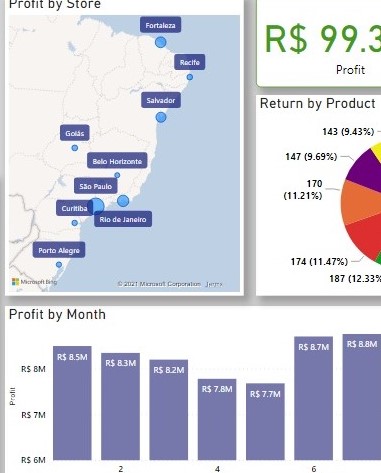 Profit by Store
Fortaleza
Recife
Salvador
Goiás
Belo Horizonte
São Paulo
Curitiba
Rio de Janeiro
Porto Alegre
Microsoft Bing
© 2021 Microsoft Corporation Terms
R$ 99.3
Profit
Return by Product
143 (9.43%)
147 (9.69%)
170
(11.21%)
174 (11.47%)
187 (12.33%
Profit by Month
Profit
R$ 8M
R$ 7M
R$ 6M
R$ 8.5M
R$ 8.3M
R$ 8.2M
R$ 7.8M
R$ 7.7M
R$ 8.7M
R$ 8.8M
2
4
6